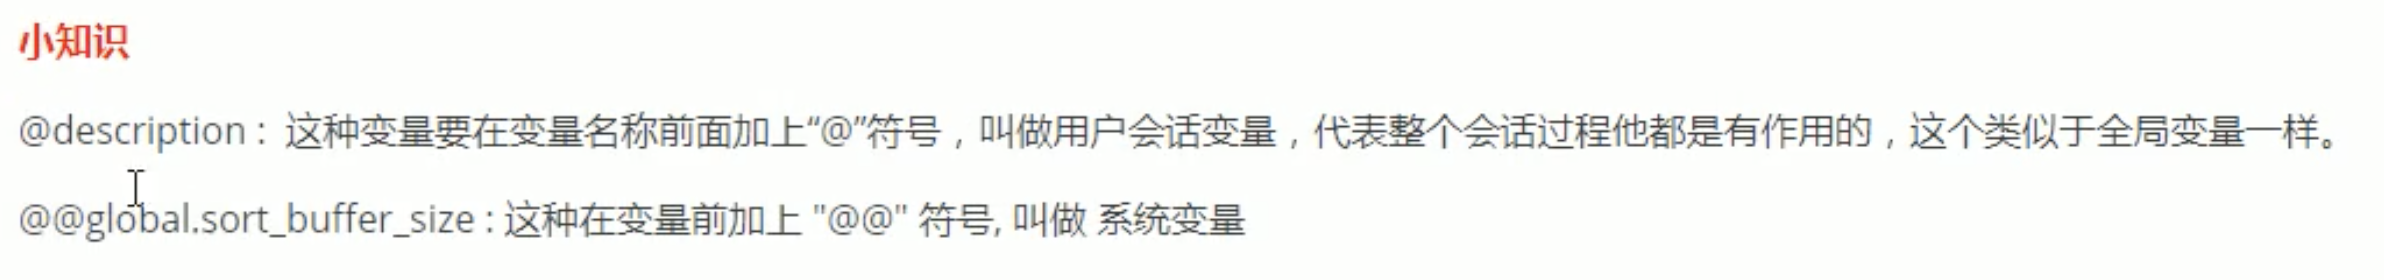 小知识
@description : 这种变量要在变量名称前面加上“@”符号，叫做用户会话变量，代表整个会话过程他都是有作用的，这个类似于全局变量一样。
@@global.sort_buffer_size : 这种在变量前加上 "@@" 符号, 叫做 系统变量